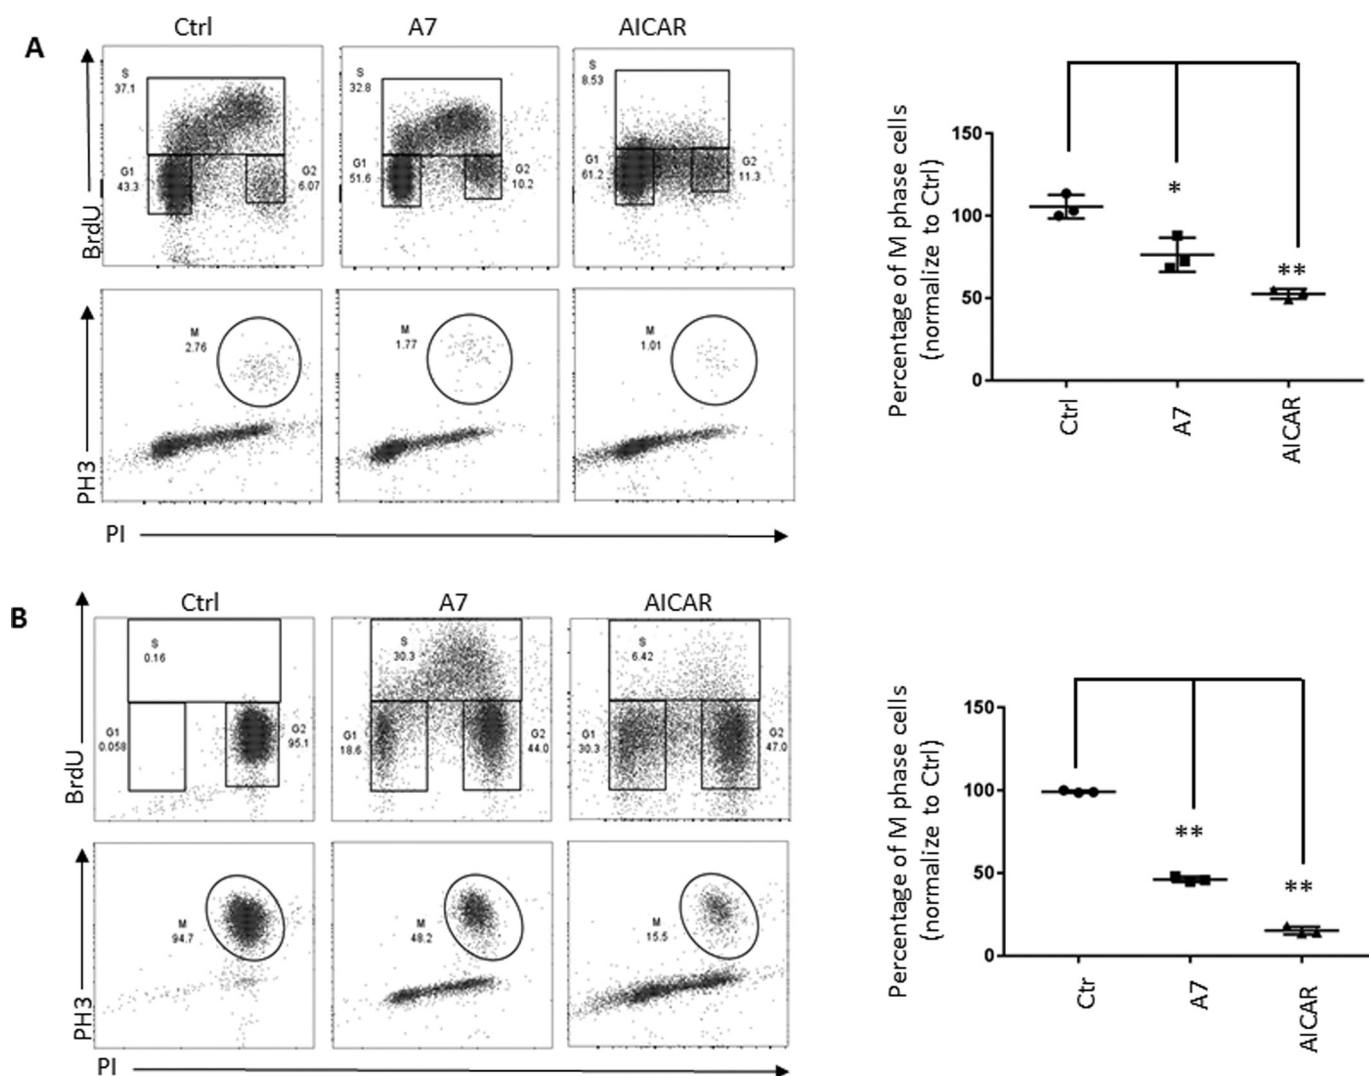 A
Ctrl
A7
AICAR
BrdU
S
37.1
G1
43.3
G2
6.07
S
32.8
G1
51.6
G2
10.2
S
8.53
G1
61.2
G2
11.3
PH3
M
2.76
M
1.77
M
1.01
PI
Percentage of M phase cells
(normalize to Ctrl)
150
100
50
0
*
**
Ctrl
A7
AICAR
B
Ctrl
A7
AICAR
BrdU
S
0.16
G1
0.058
G2
95.1
S
30.3
G1
18.6
G2
44.0
S
6.42
G1
30.3
G2
47.0
PH3
M
94.7
M
48.2
M
15.5
PI
Percentage of M phase cells
(normalize to Ctrl)
150
100
50
0
**
**
Ctr
A7
AICAR